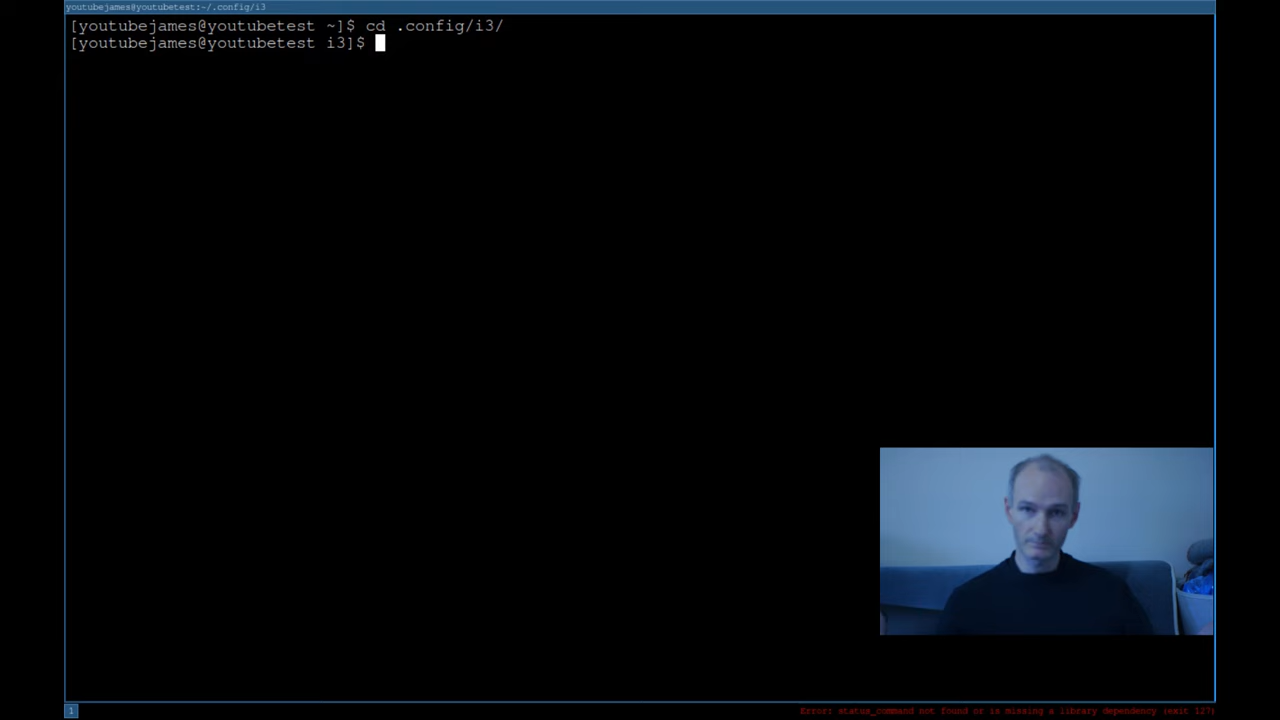 youtubejames@youtubetest:~/.config/i3
[youtubejames@youtubetest ~]$ cd .config/i3/
[youtubejames@youtubetest i3]$
1
Error: status_command not found or is missing a library dependency (exit 127)